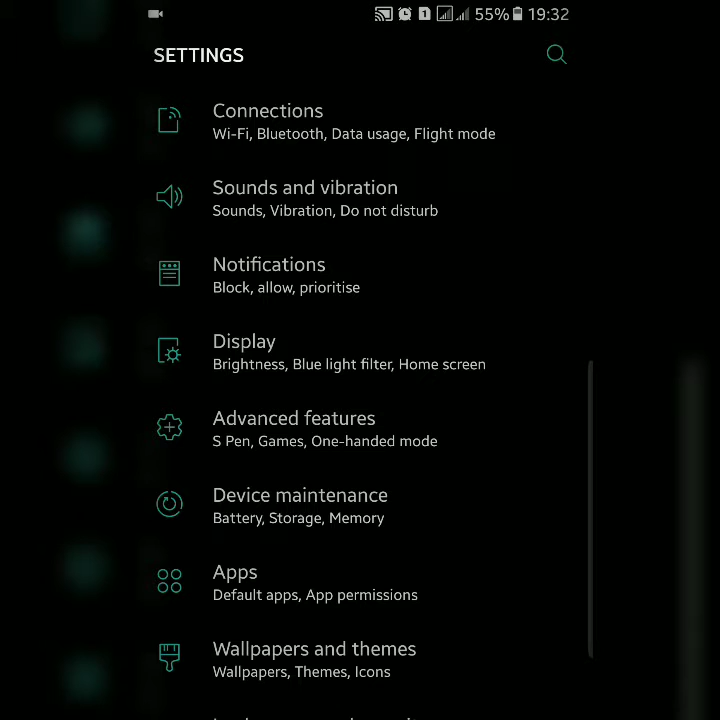 55% 19:32
SETTINGS
Connections
Wi-Fi, Bluetooth, Data usage, Flight mode
Sounds and vibration
Sounds, Vibration, Do not disturb
Notifications
Block, allow, prioritise
Display
Brightness, Blue light filter, Home screen
Advanced features
S Pen, Games, One-handed mode
Device maintenance
Battery, Storage, Memory
Apps
Default apps, App permissions
Wallpapers and themes
Wallpapers, Themes, Icons